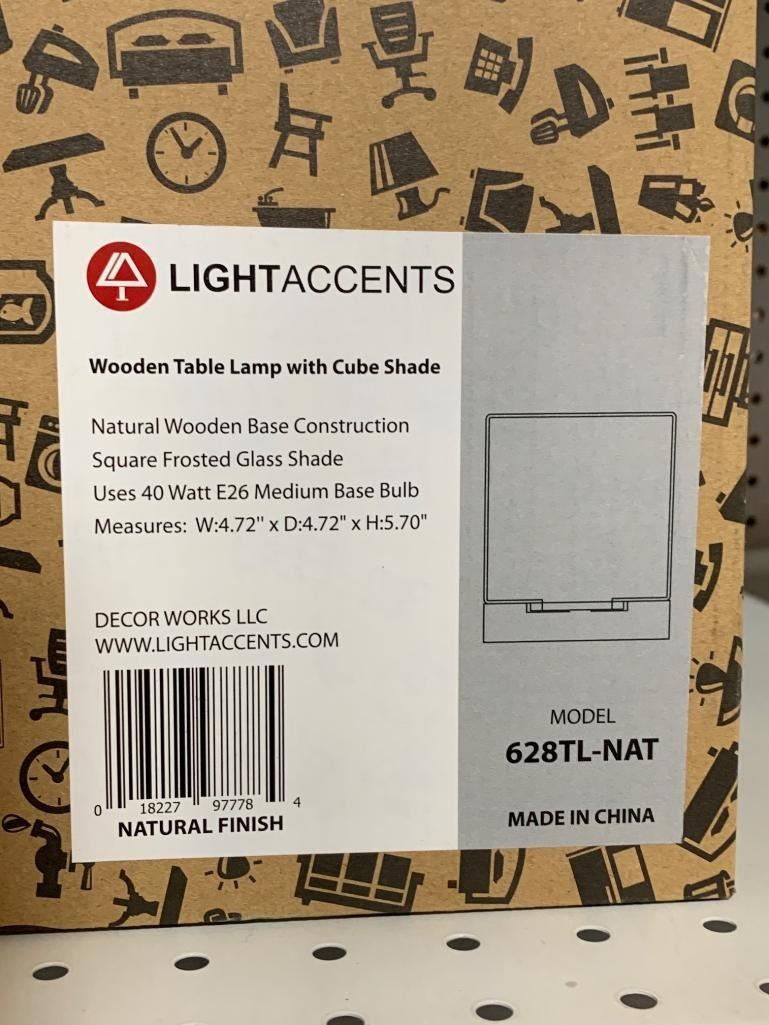 LIGHTACCENTS
Wooden Table Lamp with Cube Shade
Natural Wooden Base Construction
Square Frosted Glass Shade
Uses 40 Watt E26 Medium Base Bulb
Measures: W:4.72" x D:4.72" x H:5.70"
DECOR WORKS LLC
WWW.LIGHTACCENTS.COM
0 18227 97778 4
NATURAL FINISH
MODEL
628TL-NAT
MADE IN CHINA